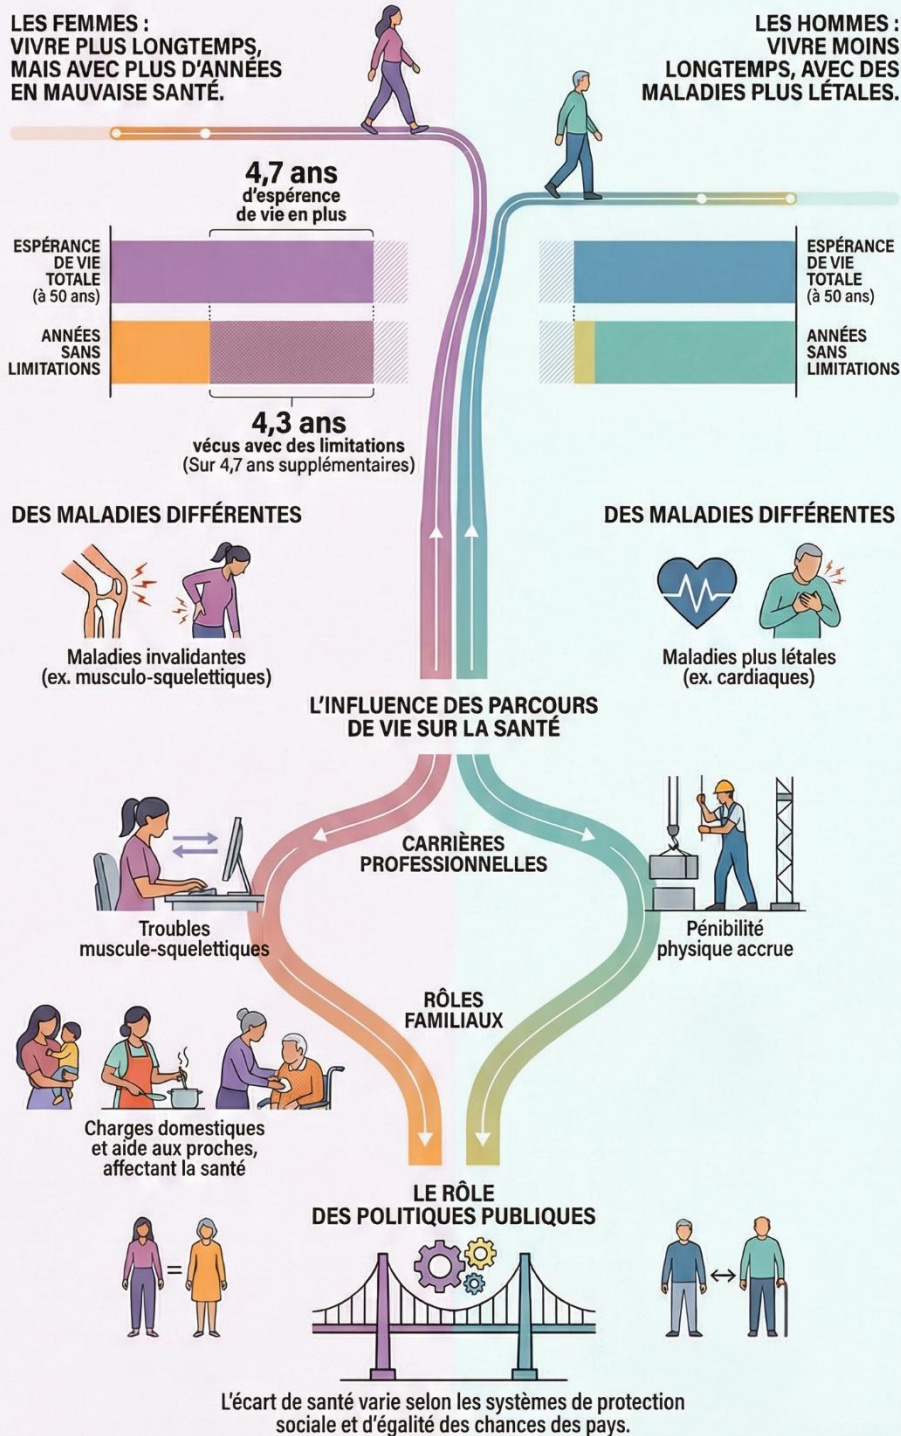 LES FEMMES :
VIVRE PLUS LONGTEMPS,
MAIS AVEC PLUS D'ANNÉES
EN MAUVAISE SANTÉ.
LES HOMMES :
VIVRE MOINS
LONGTEMPS, AVEC DES
MALADIES PLUS LÉTALES.
4,7 ans
d'espérence
de vie en plus
ESPÉRANCE
DE VIE
TOTALE
(à 50 ans)
ANNÉES
SANS
LIMITATIONS
4,3 ans
vécus avec des limitations
(Sur 4,7 ans supplémentaires)
ESPÉRANCE
DE VIE
TOTALE
(à 50 ans)
ANNÉES
SANS
LIMITATIONS
DES MALADIES DIFFÉRENTES
Maladies invalidantes
(ex. musculo-squelettiques)
DES MALADIES DIFFÉRENTES
Maladies plus létales
(ex. cardiaques)
L'INFLUENCE DES PARCOURS
DE VIE SUR LA SANTÉ
CARRIÈRES
PROFESSIONNELLES
Troubles
muscule-squelettiques
Pénibilité
physique accrue
RÔLES
FAMILIAUX
Charges domestiques
et aide aux proches,
affectant la santé
LE RÔLE
DES POLITIQUES PUBLIQUES
=
↔
L'écart de santé varie selon les systèmes de protection
sociale et d'égalité des chances des pays.